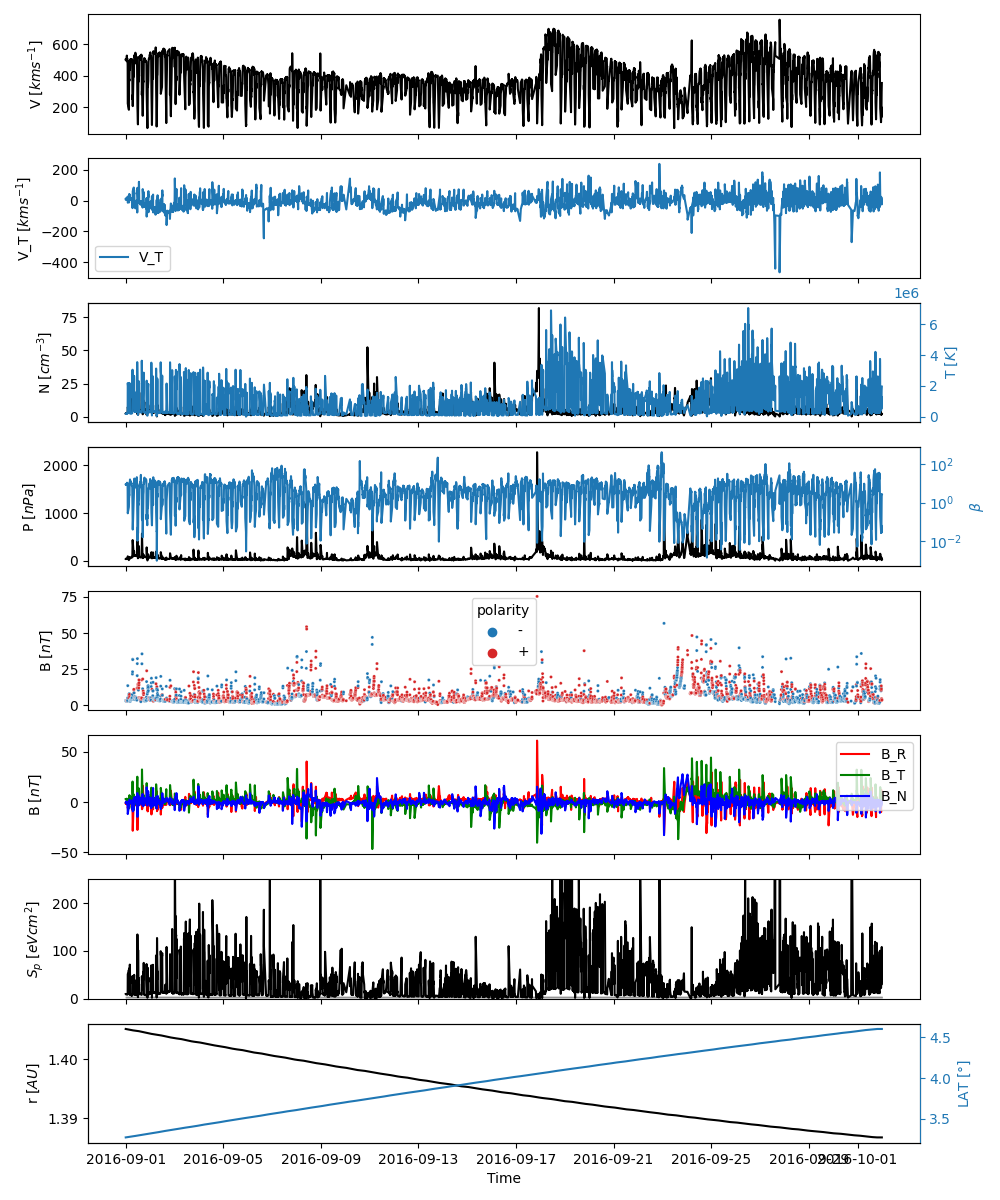 V [kms⁻¹]
600
400
200
V_T [kms⁻¹]
200
0
−200
−400
V_T
1e6
N [cm⁻³]
75
50
25
0
6
4
2
0
T [K]
P [nPa]
2000
1000
0
10²
10⁰
10⁻²
β
B [nT]
75
50
25
0
polarity
-
+
B [nT]
50
0
−50
B_R
B_T
B_N
Sₚ [eVcm²]
200
100
0
r [AU]
1.40
1.39
4.5
4.0
3.5
LAT [°]
2016-09-01 2016-09-05 2016-09-09 2016-09-13 2016-09-17 2016-09-21 2016-09-25 2016-09-29 2016-10-01
Time